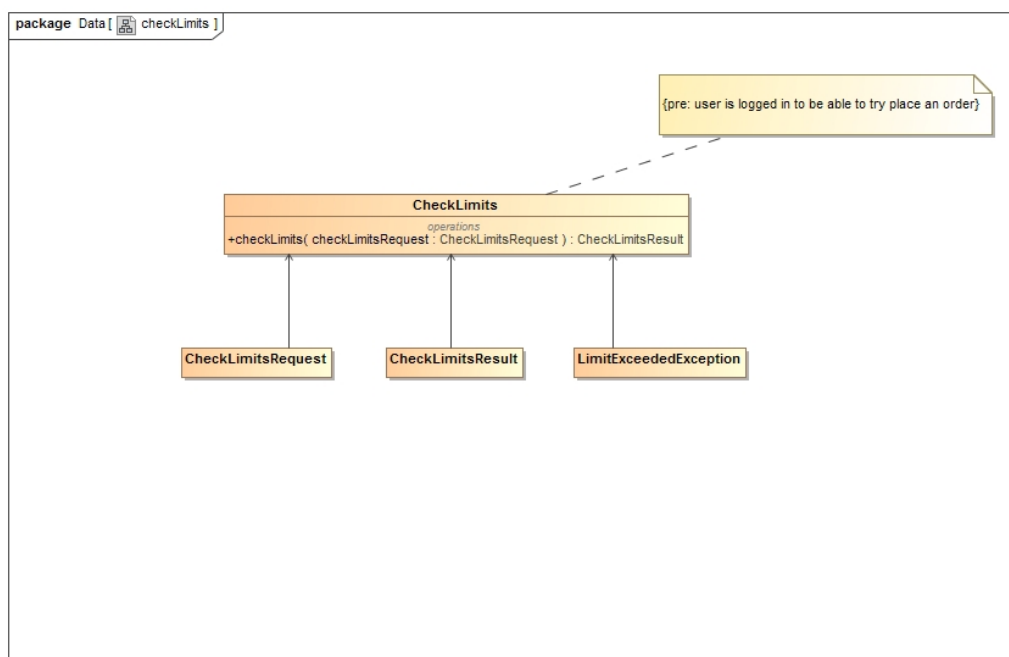 package Data [ checkLimits ]
{pre: user is logged in to be able to try place an order}
CheckLimits
operations
+checkLimits( checkLimitsRequest : CheckLimitsRequest ) : CheckLimitsResult
CheckLimitsRequest
CheckLimitsResult
LimitExceededException